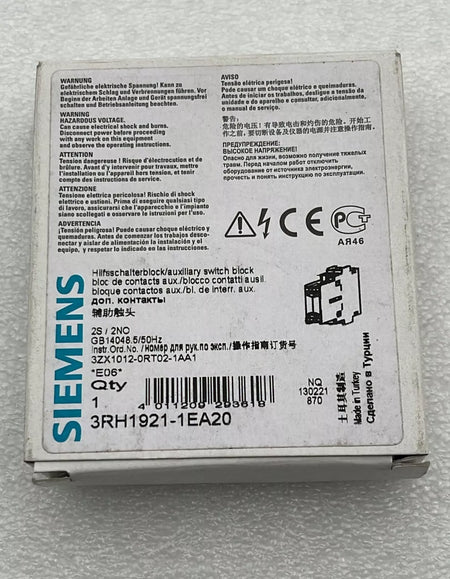 WARNUNG
Gefährliche elektrische Spannung! Kann zu
elektrischem Schlag und Verbrennungen führen. Vor
Beginn der Arbeiten Anlage und Gerät spannungsfrei
schalten und Betriebsanleitung beachten.
WARNING
HAZARDOUS VOLTAGE.
Can cause electrical shock and burns.
Disconnect power before proceeding
with any work on this equipment
and observe the operating instructions.
ATTENTION
Tension dangereuse ! Risque d'électrocution et de
brûlure. Avant d'intervenir pour travaux, mettre
l'installation ou l'appareil hors tension, et tenir
compte des instructions de service.
ATTENZIONE
Tensione elettrica pericolosa! Rischio di shock
elettrico e ustioni. Prima di eseguire qualsiasi tipo
di lavoro, assicurarsi che l'apparecchio o impianto
siano scollegati e osservare le istruzioni per l'uso.
ADVERTENCIA
¡Tensión peligrosa! Puede causar choque eléctrico y
quemaduras. Antes de comenzar los trabajos desconec-
tar y aislar de la alimentación la instalación y el
equipo, y respetar lo indicado en instrucciones.
AVISO
Tensão elétrica perigosa!
Pode causar choque elétrico e queimaduras.
Antes de iniciar os trabalhos, desligue a tensão da
unidade e do aparelho e consultar, adicionalmente,
o manual de serviço.
警告:
危险的电压! 有导致电击和灼伤的危险。开始工
作之前, 要切断设备及仪器的电源并注意操作指南.
ПРЕДУПРЕЖДЕНИЕ:
ВЫСОКОЕ НАПРЯЖЕНИЕ!
Опасно для жизни, возможно получение тяжелых
травм. Перед началом работ отключить
оборудование от источника электроэнергии,
прочесть и понять инструкцию по эксплуатации.
CE
АЯ46
SIEMENS
Hilfsschalterblock/auxiliary switch block
bloc de contacts aux./blocco contatti ausil.
bloque contactos aux./bl. de interr. aux.
доп. контакты
辅助触头
2S / 2NO
GB14048.5/50Hz
Instr.Ord.No. /номер для рук.по эксп./操作指南订货号
3ZX1012-0RT02-1AA1
*E06*
Qty
1
4 011209 293618
3RH1921-1EA20
NQ
130221
870
土耳其制造
Made in Turkey
Сделано в Турции